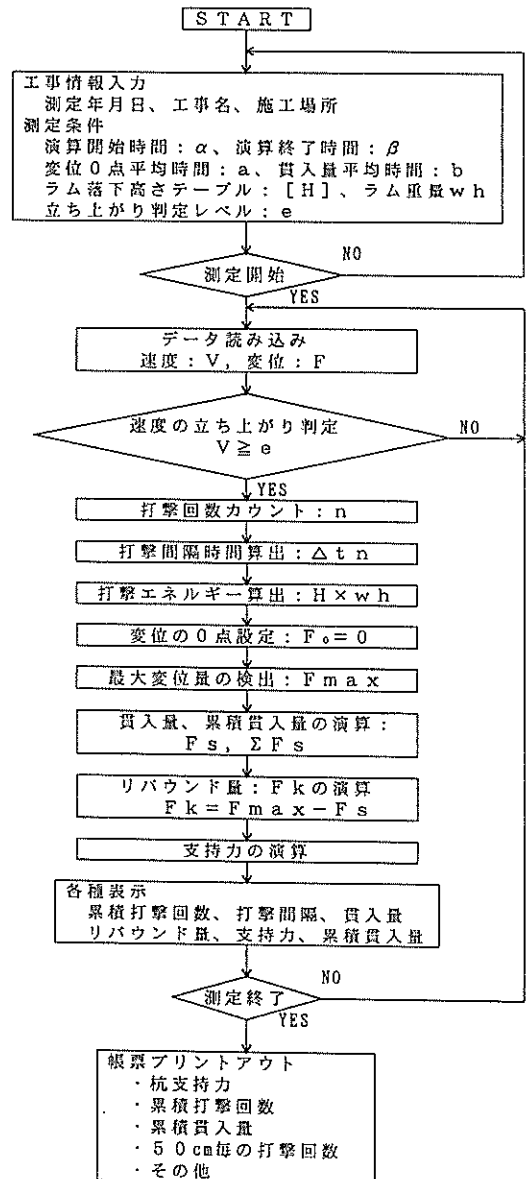 START
工事情報入力
測定年月日、工事名、施工場所
測定条件
演算開始時間：α、演算終了時間：β
変位０点平均時間：a、貫入量平均時間：b
ラム落下高さテーブル：[H]、ラム重量wh
立ち上がり判定レベル：e
測定開始
NO
YES
データ読み込み
速度：V，変位：F
速度の立ち上がり判定
V≧e
NO
YES
打撃回数カウント：n
打撃間隔時間算出：△tn
打撃エネルギー算出：H×wh
変位の０点設定：F₀＝0
最大変位量の検出：Fmax
貫入量、累積貫入量の演算：
Fs，ΣFs
リバウンド量：Fkの演算
Fk＝Fmax－Fs
支持力の演算
各種表示
累積打撃回数、打撃間隔、貫入量
リバウンド量、支持力、累積貫入量
測定終了
NO
YES
帳票プリントアウト
・杭支持力
・累積打撃回数
・累積貫入量
・５０㎝毎の打撃回数
・その他